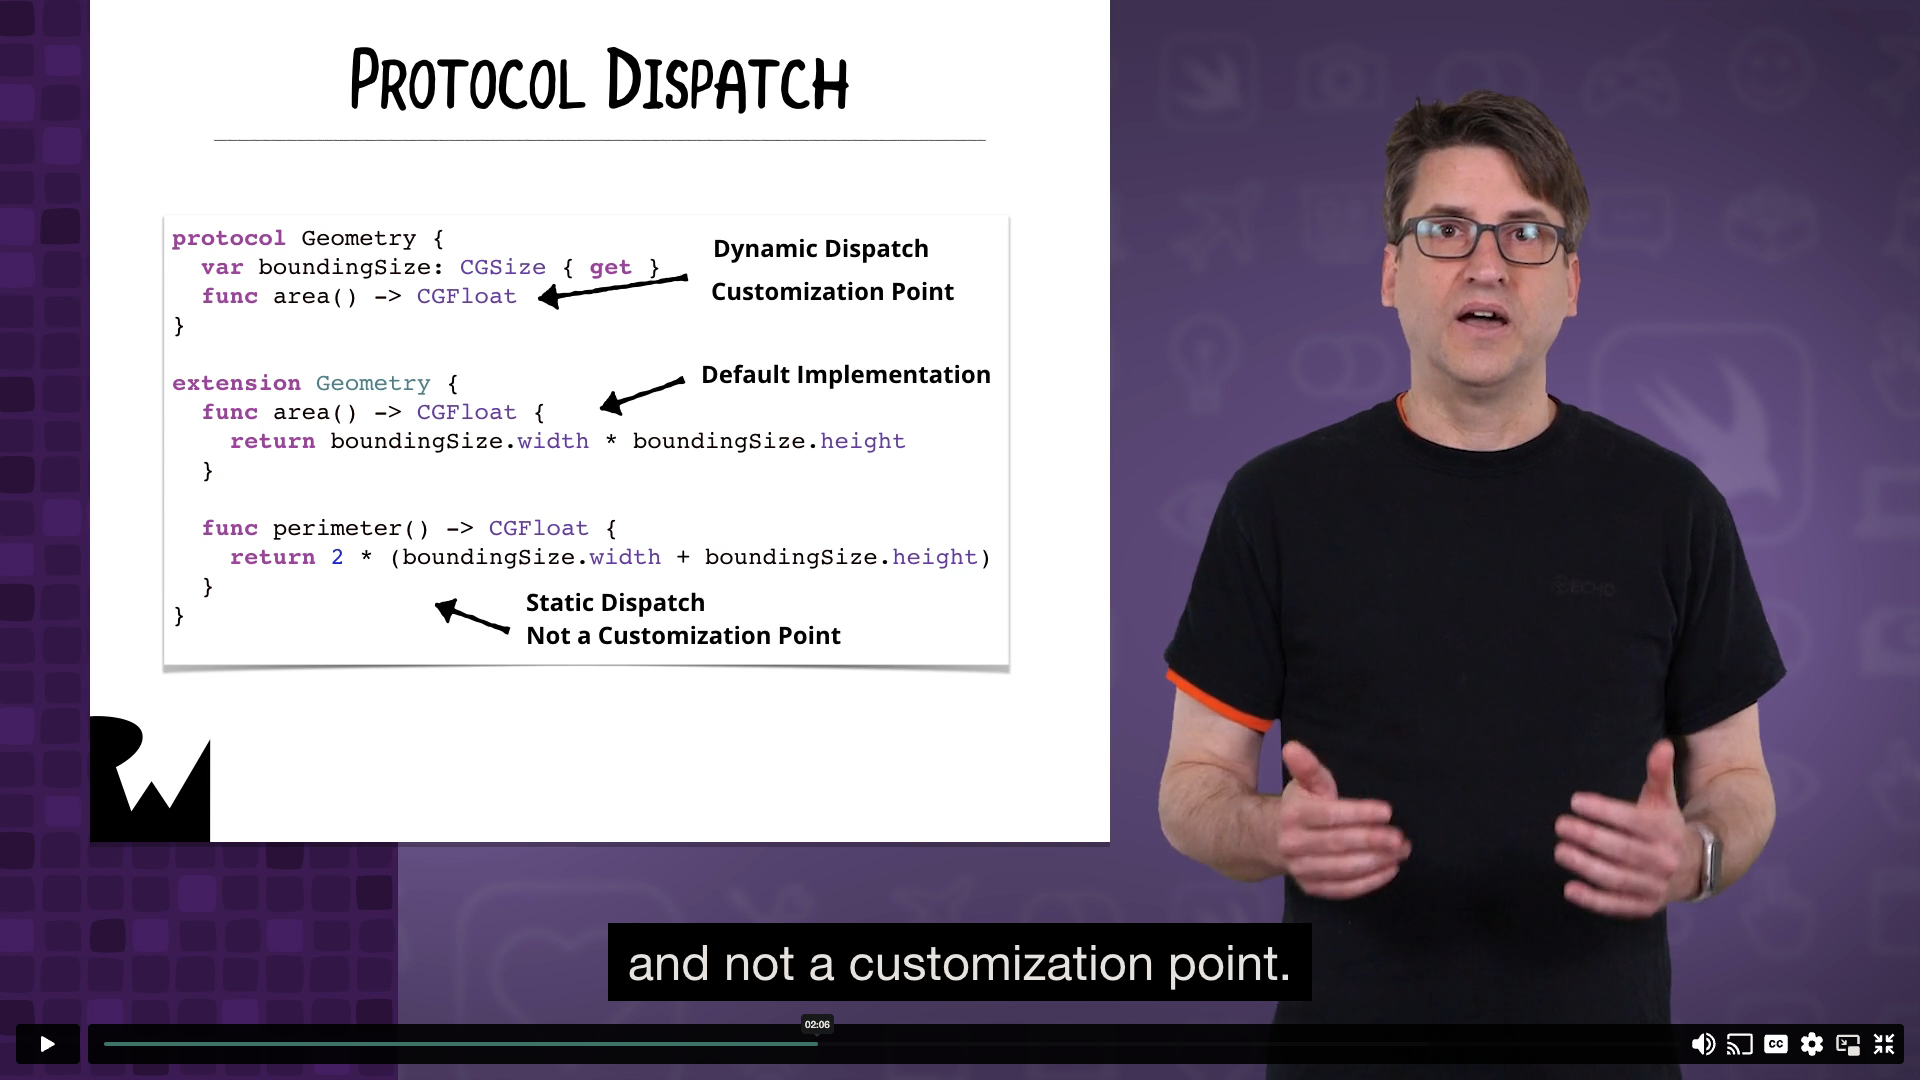 PROTOCOL DISPATCH
protocol Geometry {
var boundingSize: CGSize { get }
func area() -> CGFloat
}
Dynamic Dispatch
Customization Point
extension Geometry {
func area() -> CGFloat {
return boundingSize.width * boundingSize.height
}
Default Implementation
func perimeter() -> CGFloat {
return 2 * (boundingSize.width + boundingSize.height)
}
}
Static Dispatch
Not a Customization Point
RW
ECHO
and not a customization point.
02:06
CC